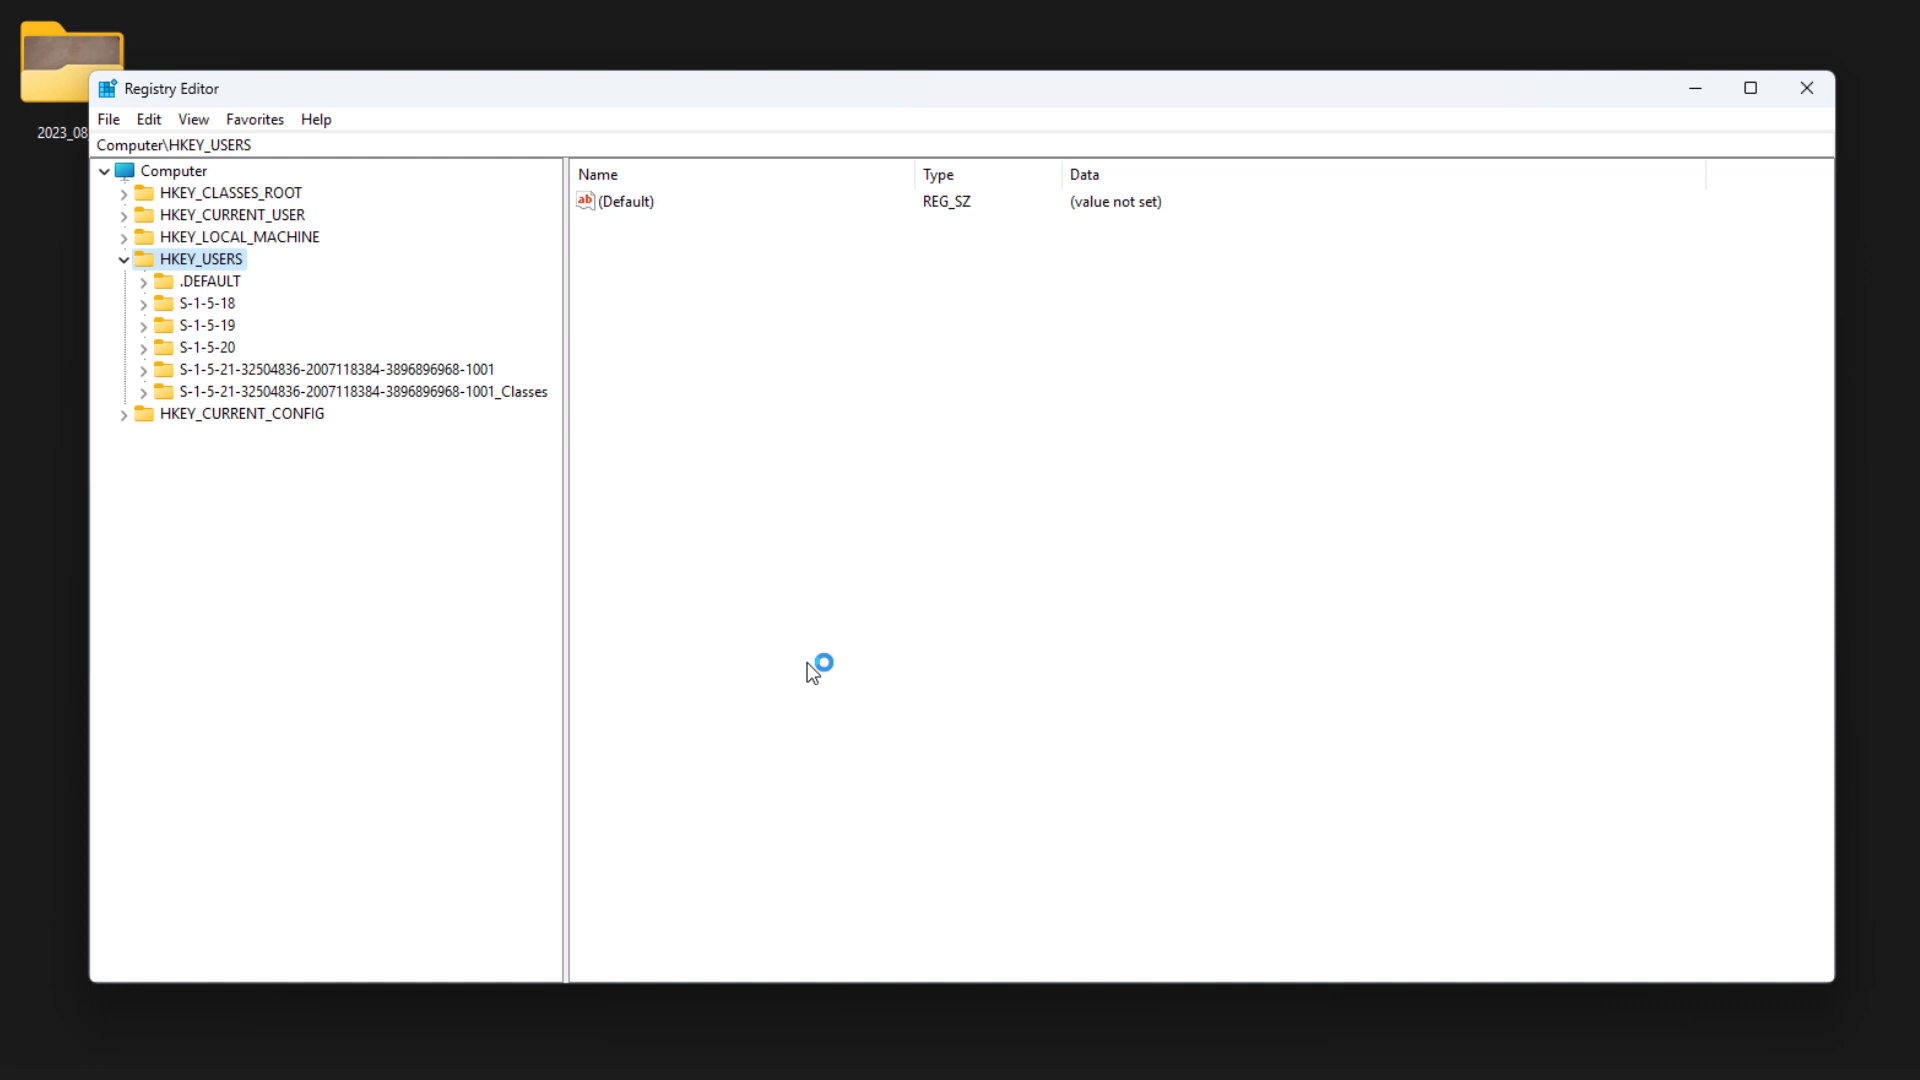 2023_08
Registry Editor
File Edit View Favorites Help
Computer\HKEY_USERS
Computer
HKEY_CLASSES_ROOT
HKEY_CURRENT_USER
HKEY_LOCAL_MACHINE
HKEY_USERS
.DEFAULT
S-1-5-18
S-1-5-19
S-1-5-20
S-1-5-21-32504836-2007118384-3896896968-1001
S-1-5-21-32504836-2007118384-3896896968-1001_Classes
HKEY_CURRENT_CONFIG
Name Type Data
ab (Default) REG_SZ (value not set)